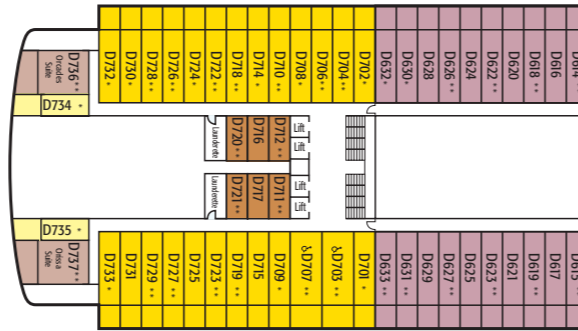 D736 **
Orcades
Suite
D734 *
D732 *
D730 *
D728 **
D726 **
D724 *
D722 **
D718 **
D714 *
D710 **
D708 *
D706 **
D704 **
D702 *
D632 *
D630 *
D628
D626 **
D624
D622 **
D620
D618 **
D616
D614
Launderette
D720 **
D716
D712 **
Lift
Lift
Launderette
D721 **
D717
D711 **
Lift
Lift
D735 *
D737 **
Orissa
Suite
D733 *
D731
D729 **
D727 **
D725
D723 **
D719 **
D715
D709 *
D707 **
D703 **
D701 *
D633 **
D631 **
D629
D627 **
D625
D623 **
D621
D619 **
D617
D615